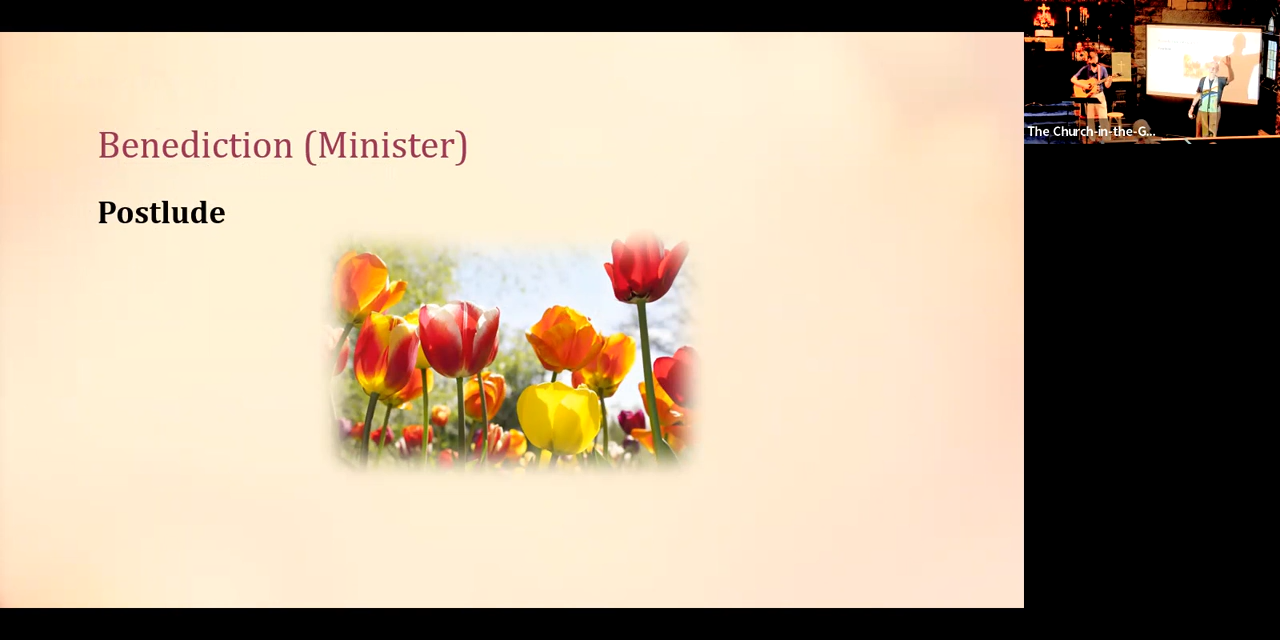 Benediction (Minister)
Postlude
The Church-in-the-G...